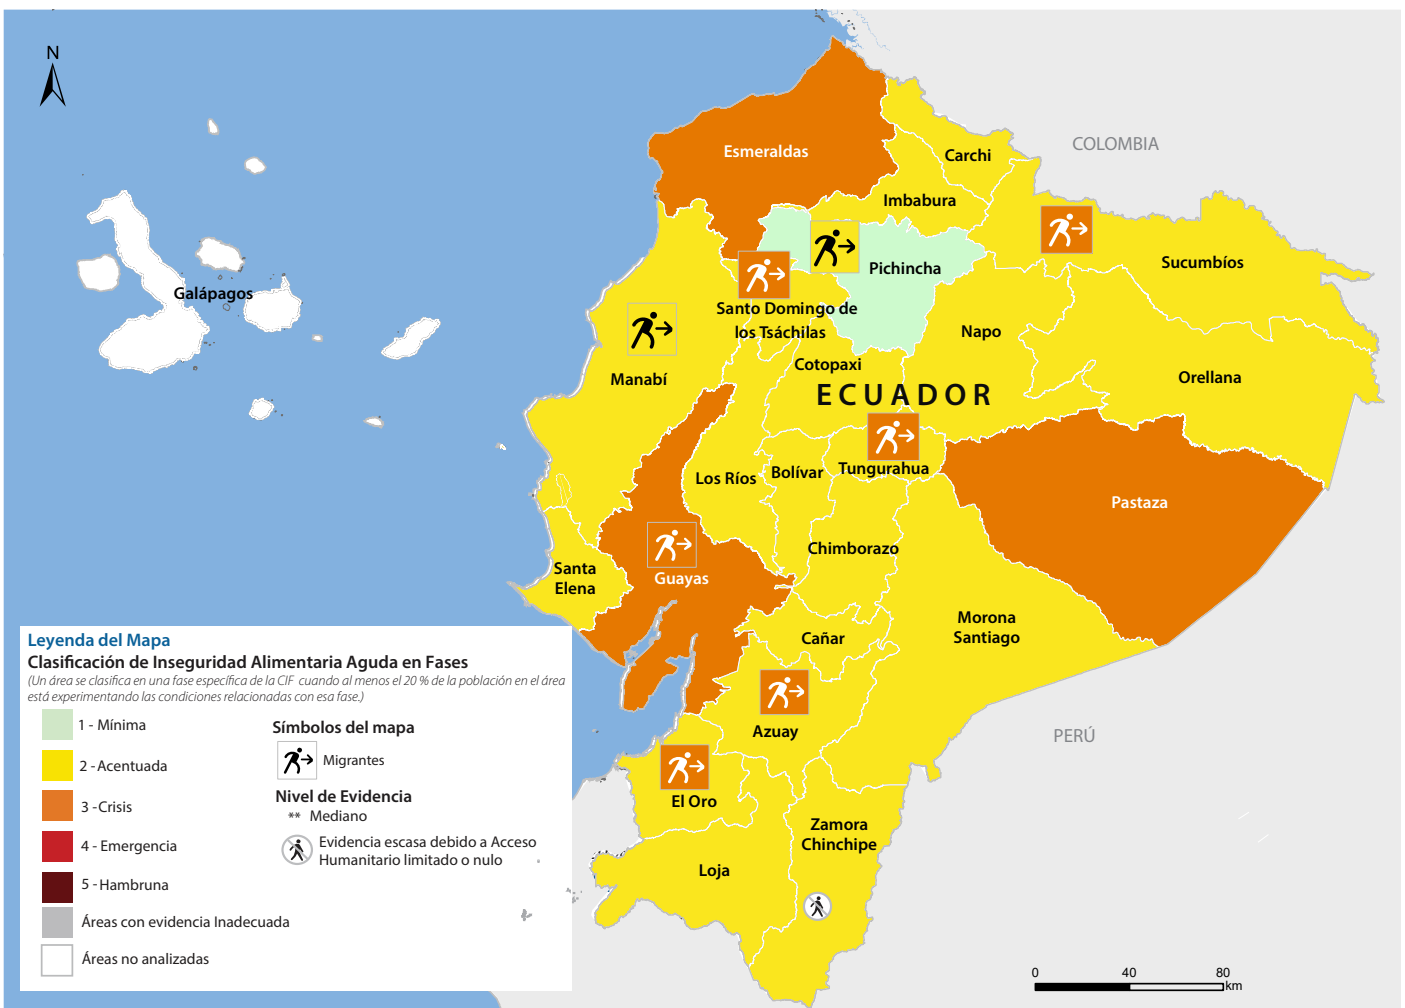 N
COLOMBIA
Esmeraldas
Carchi
Imbabura
Pichincha
Sucumbíos
Galápagos
Santo Domingo de
los Tsáchilas
Napo
Cotopaxi
Manabí
Orellana
ECUADOR
Tungurahua
Los Ríos
Bolívar
Pastaza
Chimborazo
Santa
Elena
Guayas
Morona
Santiago
Cañar
Azuay
PERÚ
El Oro
Zamora
Chinchipe
Loja
Leyenda del Mapa
Clasificación de Inseguridad Alimentaria Aguda en Fases
(Un área se clasifica en una fase específica de la CIF cuando al menos el 20 % de la población en el área
está experimentando las condiciones relacionadas con esa fase.)
1 - Mínima
2 - Acentuada
3 - Crisis
4 - Emergencia
5 - Hambruna
Áreas con evidencia Inadecuada
Áreas no analizadas
Símbolos del mapa
Migrantes
Nivel de Evidencia
** Mediano
Evidencia escasa debido a Acceso
Humanitario limitado o nulo
0 40 80
km